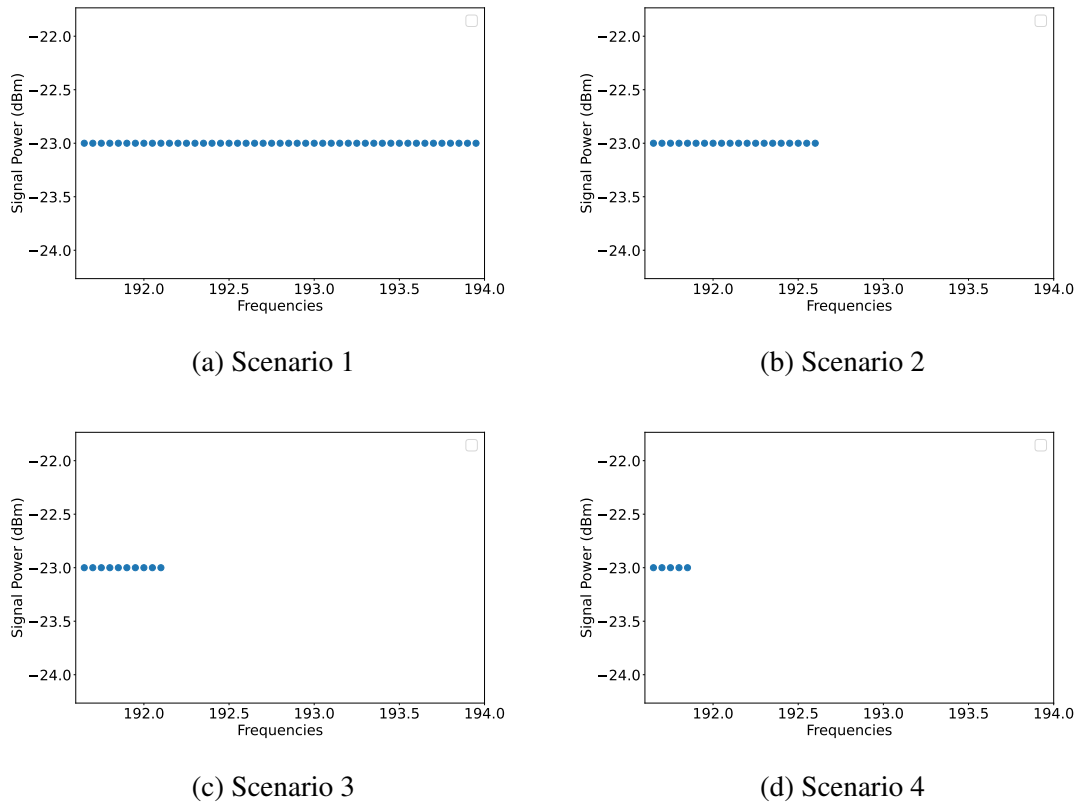 −22.0
−22.5
−23.0
−23.5
−24.0
Signal Power (dBm)
192.0 192.5 193.0 193.5 194.0
Frequencies
(a) Scenario 1
−22.0
−22.5
−23.0
−23.5
−24.0
Signal Power (dBm)
192.0 192.5 193.0 193.5 194.0
Frequencies
(b) Scenario 2
−22.0
−22.5
−23.0
−23.5
−24.0
Signal Power (dBm)
192.0 192.5 193.0 193.5 194.0
Frequencies
(c) Scenario 3
−22.0
−22.5
−23.0
−23.5
−24.0
Signal Power (dBm)
192.0 192.5 193.0 193.5 194.0
Frequencies
(d) Scenario 4